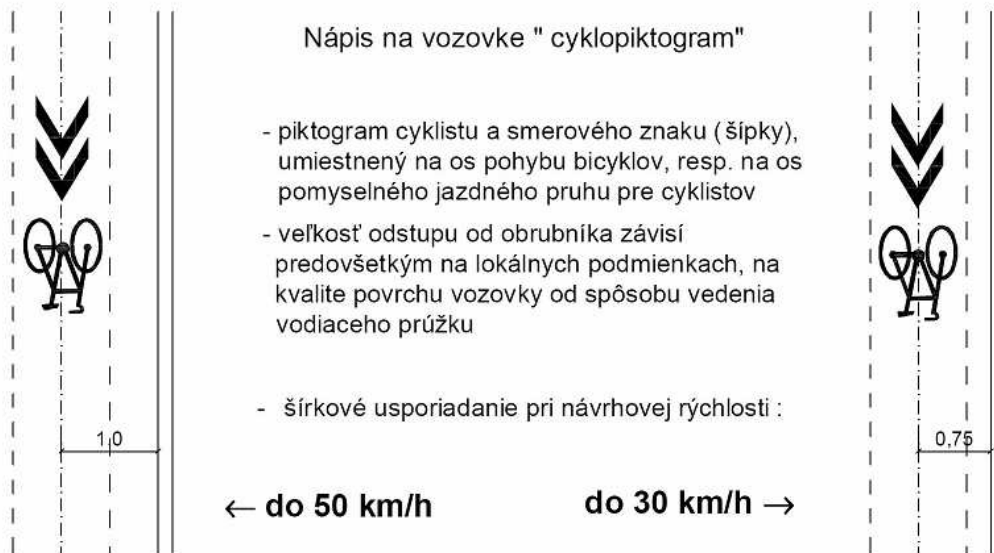 Nápis na vozovke " cyklopiktogram"
- piktogram cyklistu a smerového znaku ( šípky),
umiestnený na os pohybu bicyklov, resp. na os
pomyselného jazdného pruhu pre cyklistov
- veľkosť odstupu od obrubníka závisí
predovšetkým na lokálnych podmienkach, na
kvalite povrchu vozovky od spôsobu vedenia
vodiaceho prúžku
- šírkové usporiadanie pri návrhovej rýchlosti :
1,0
0,75
← do 50 km/h
do 30 km/h →